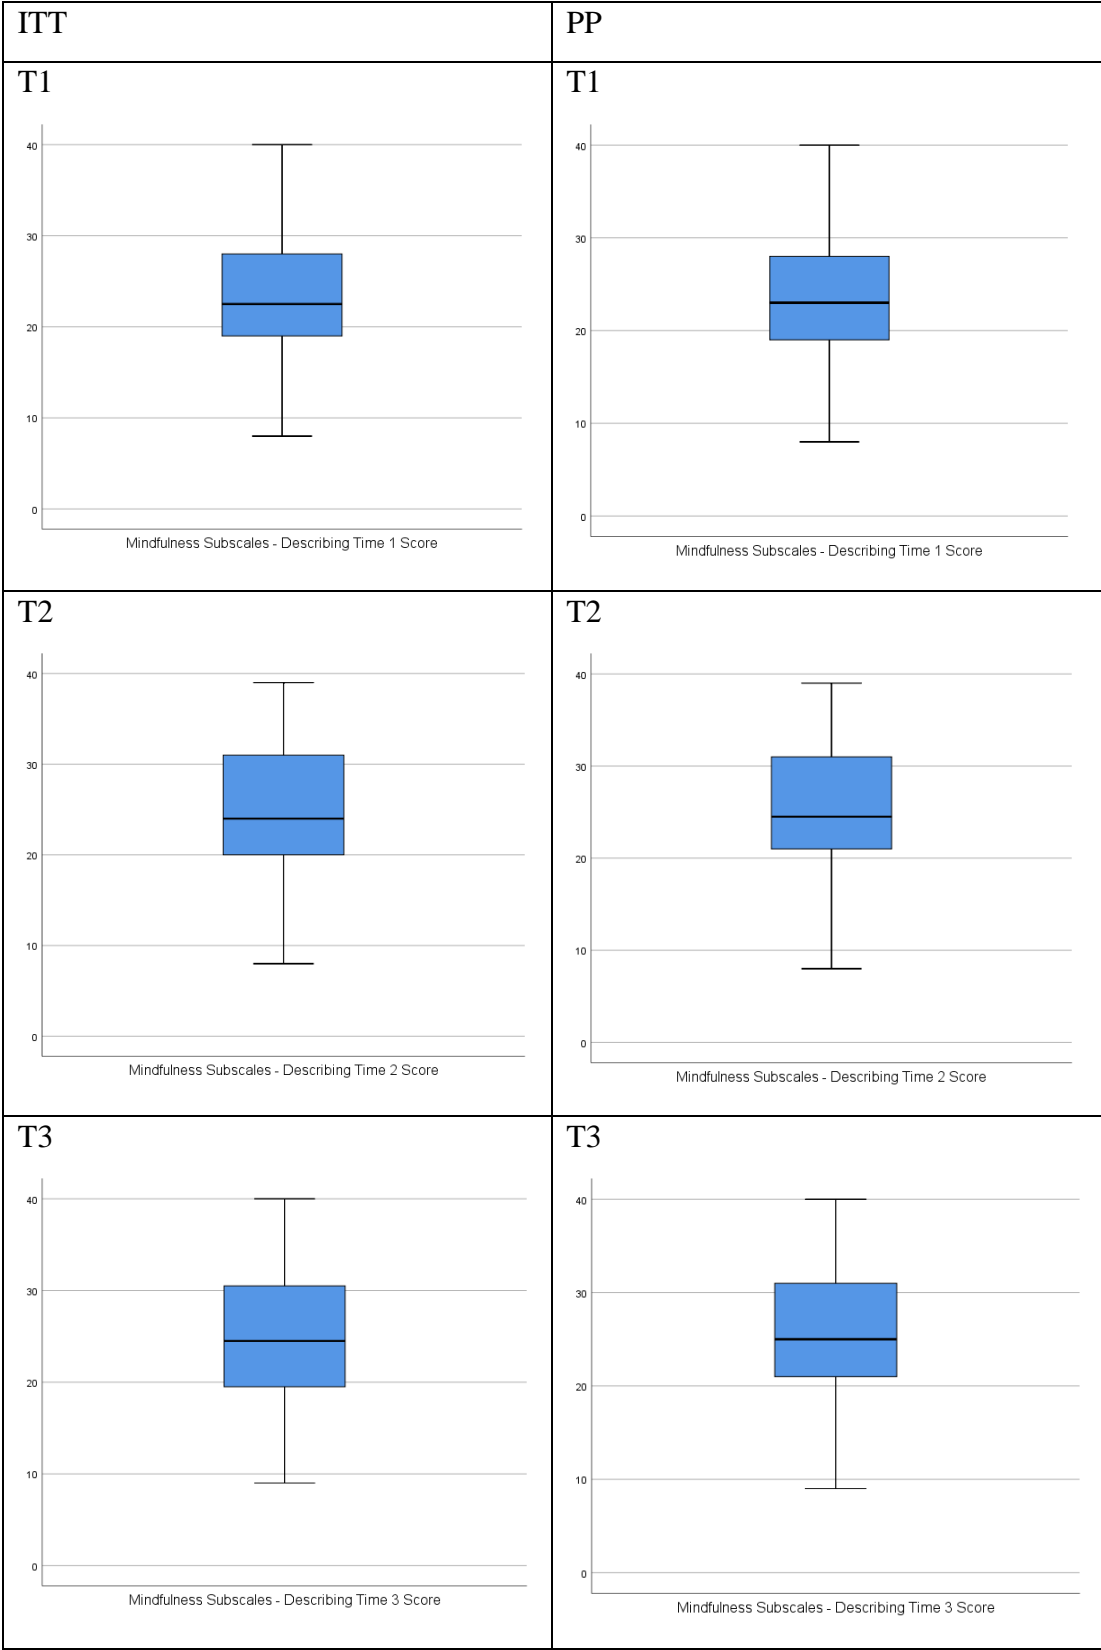 ITT
PP
T1
40
30
20
10
0
Mindfulness Subscales - Describing Time 1 Score
T1
40
30
20
10
0
Mindfulness Subscales - Describing Time 1 Score
T2
40
30
20
10
0
Mindfulness Subscales - Describing Time 2 Score
T2
40
30
20
10
0
Mindfulness Subscales - Describing Time 2 Score
T3
40
30
20
10
0
Mindfulness Subscales - Describing Time 3 Score
T3
40
30
20
10
0
Mindfulness Subscales - Describing Time 3 Score